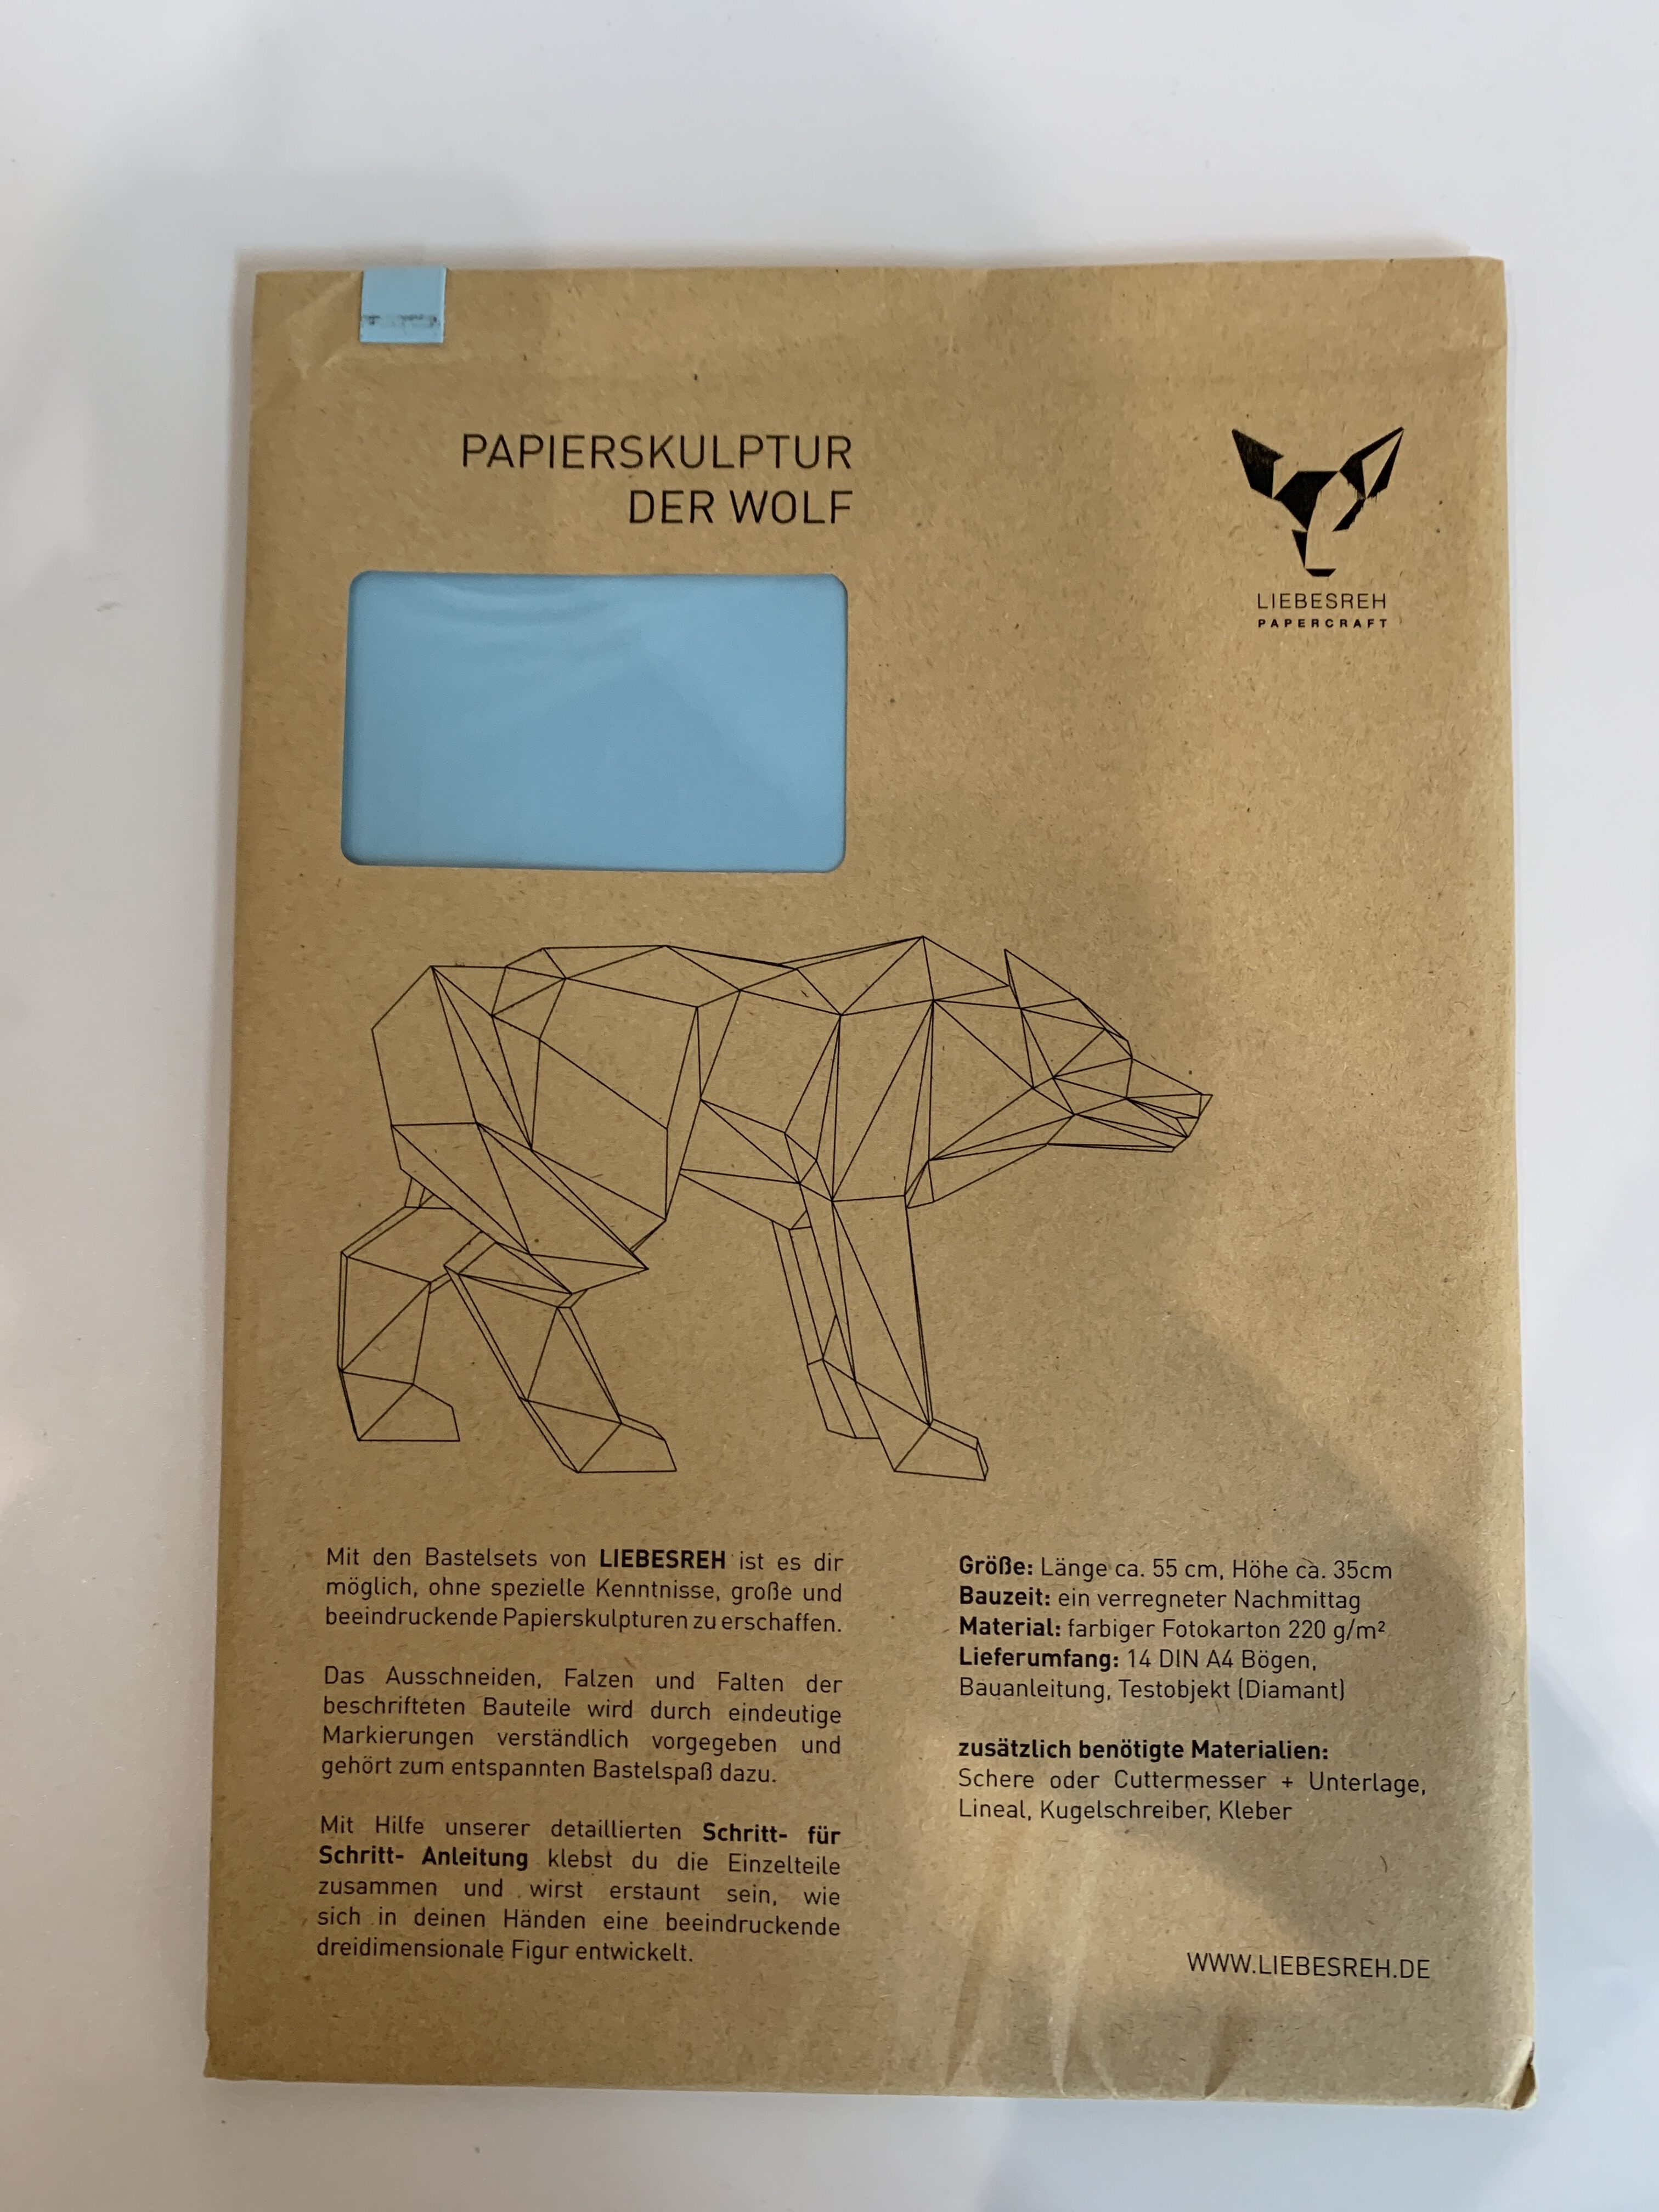 PAPIERSKULPTUR
DER WOLF
LIEBESREH
PAPERCRAFT
Mit den Bastelsets von LIEBESREH ist es dir
möglich, ohne spezielle Kenntnisse, große und
beeindruckende Papierskulpturen zu erschaffen.
Das Ausschneiden, Falzen und Falten der
beschrifteten Bauteile wird durch eindeutige
Markierungen verständlich vorgegeben und
gehört zum entspannten Bastelspaß dazu.
Mit Hilfe unserer detaillierten Schritt- für
Schritt- Anleitung klebst du die Einzelteile
zusammen und wirst erstaunt sein, wie
sich in deinen Händen eine beeindruckende
dreidimensionale Figur entwickelt.
Größe: Länge ca. 55 cm, Höhe ca. 35cm
Bauzeit: ein verregneter Nachmittag
Material: farbiger Fotokarton 220 g/m²
Lieferumfang: 14 DIN A4 Bögen,
Bauanleitung, Testobjekt (Diamant)
zusätzlich benötigte Materialien:
Schere oder Cuttermesser + Unterlage,
Lineal, Kugelschreiber, Kleber
WWW.LIEBESREH.DE